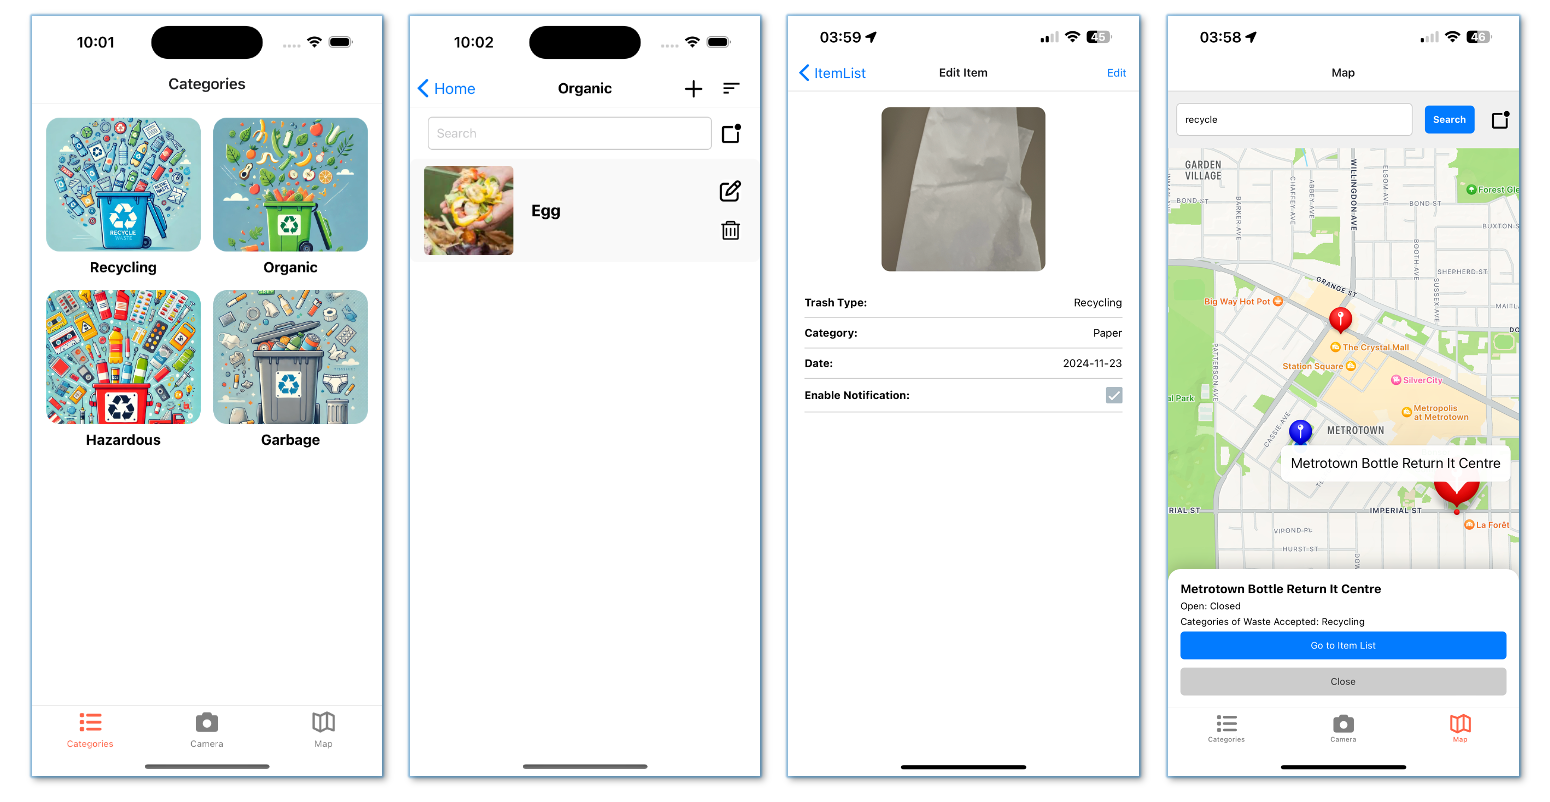 10:01
Categories
RECYCLE
WASTE
Recycling
Organic
Hazardous
Garbage
Categories
Camera
Map
10:02
Home
Organic
Search
Egg
03:59
45
ItemList
Edit Item
Edit
Trash Type:
Recycling
Category:
Paper
Date:
2024-11-23
Enable Notification:
03:58
46
Map
recycle
Search
GARDEN
VILLAGE
BOND ST
BARKER AVE
CHAFFEY AVE
ABBEY AVE
WILLINGDON AVE
ELSOM AVE
Forest Gle
BOND ST
BUXTON S
BOOTH AVE
SHEPHERD ST
SUSSEX AVE
GRANGE ST
Big Way Hot Pot
MAITL
DO
The Crystal Mall
Station Square
PATTERSON AVE
SilverCity
al Park
Metropolis
at Metrotown
CASSIE AVE
METROTOWN
Metrotown Bottle Return It Centre
RIAL ST
IMPERIAL ST
La Forêt
VIPOND PL
HURST ST
DOW
Metrotown Bottle Return It Centre
Open: Closed
Categories of Waste Accepted: Recycling
Go to Item List
Close
Categories
Camera
Map